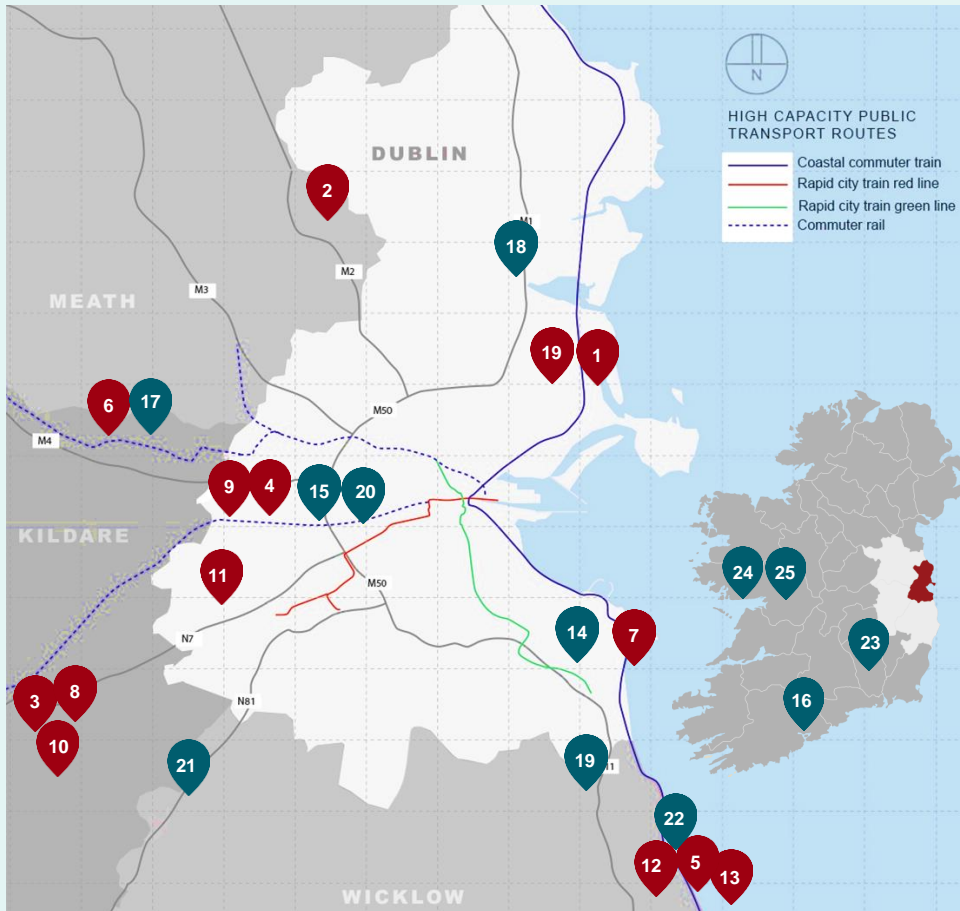 N
HIGH CAPACITY PUBLIC
TRANSPORT ROUTES
Coastal commuter train
Rapid city train red line
Rapid city train green line
Commuter rail
DUBLIN
2
M1
18
M2
M3
MEATH
19
1
6
17
M50
M4
9
4
15
20
KILDARE
11
M50
24
25
N7
14
7
23
3
8
N81
16
10
21
19
22
12
5
13
WICKLOW